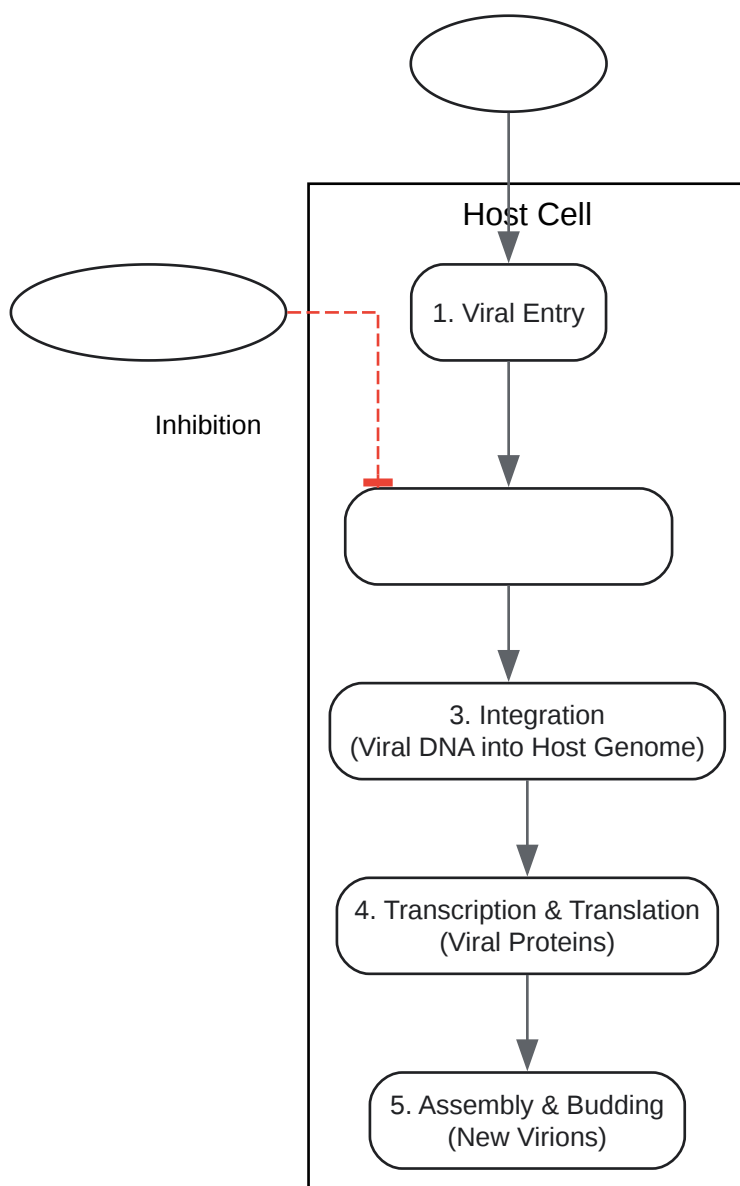 Host Cell
1. Viral Entry
Inhibition
3. Integration
(Viral DNA into Host Genome)
4. Transcription & Translation
(Viral Proteins)
5. Assembly & Budding
(New Virions)